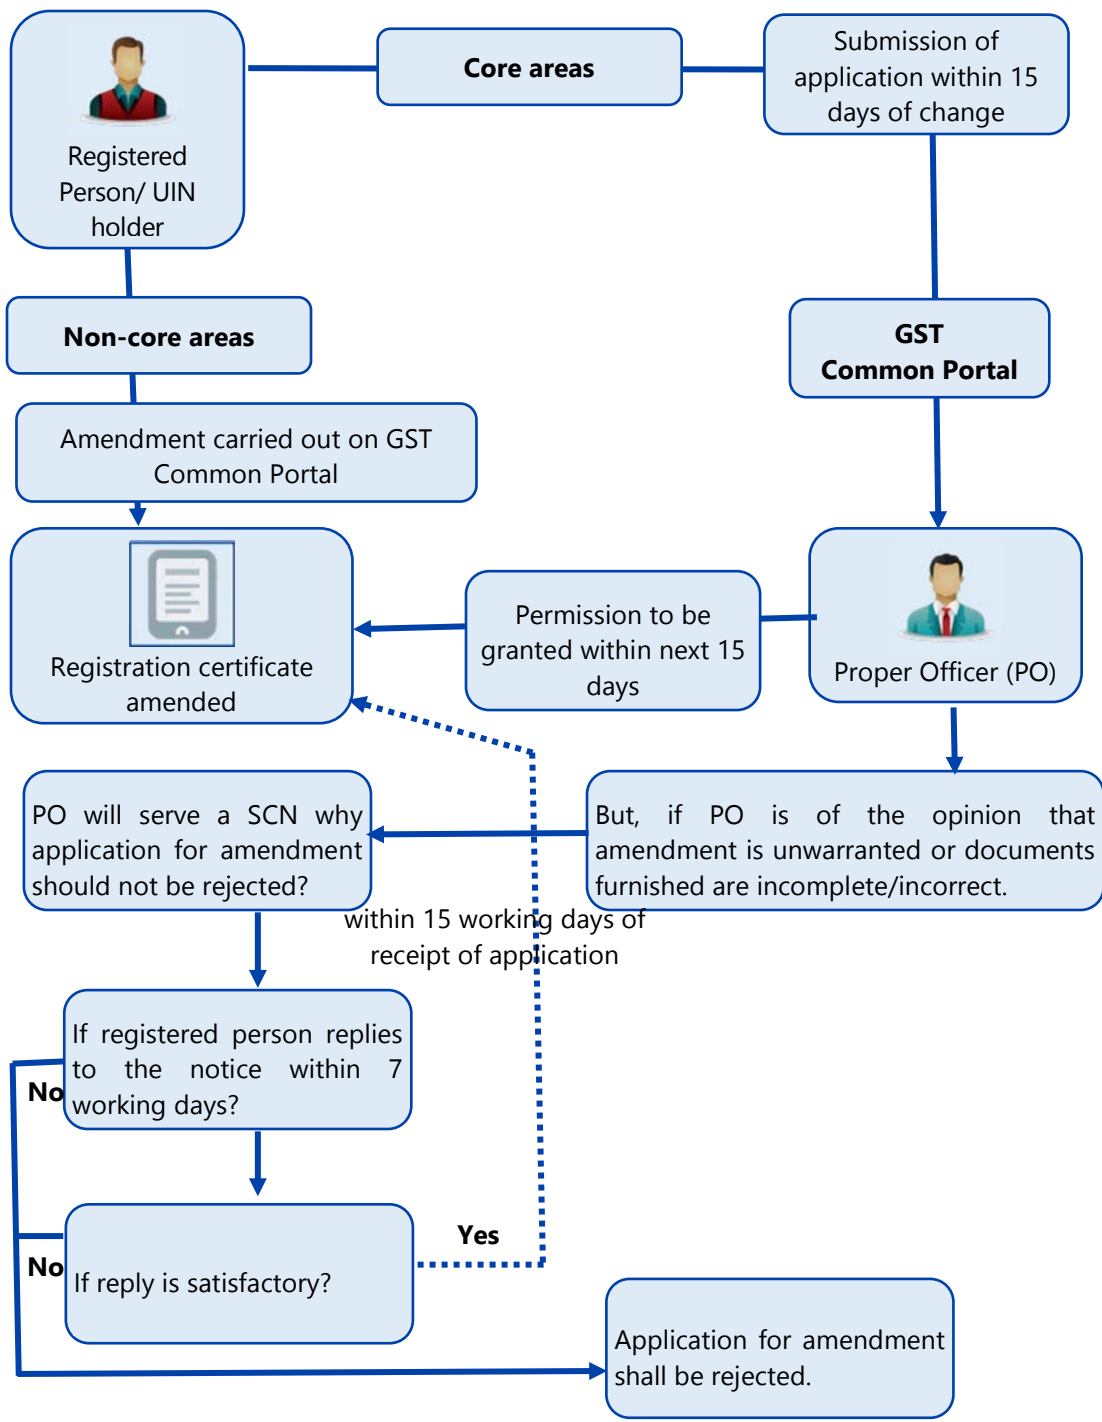 Registered
Person/ UIN
holder
Core areas
Submission of
application within 15
days of change
Non-core areas
GST
Common Portal
Amendment carried out on GST
Common Portal
Registration certificate
amended
Permission to be
granted within next 15
days
Proper Officer (PO)
But, if PO is of the opinion that
amendment is unwarranted or documents
furnished are incomplete/incorrect.
PO will serve a SCN why
application for amendment
should not be rejected?
within 15 working days of
receipt of application
If registered person replies
to the notice within 7
working days?
No
If reply is satisfactory?
No
Yes
Application for amendment
shall be rejected.